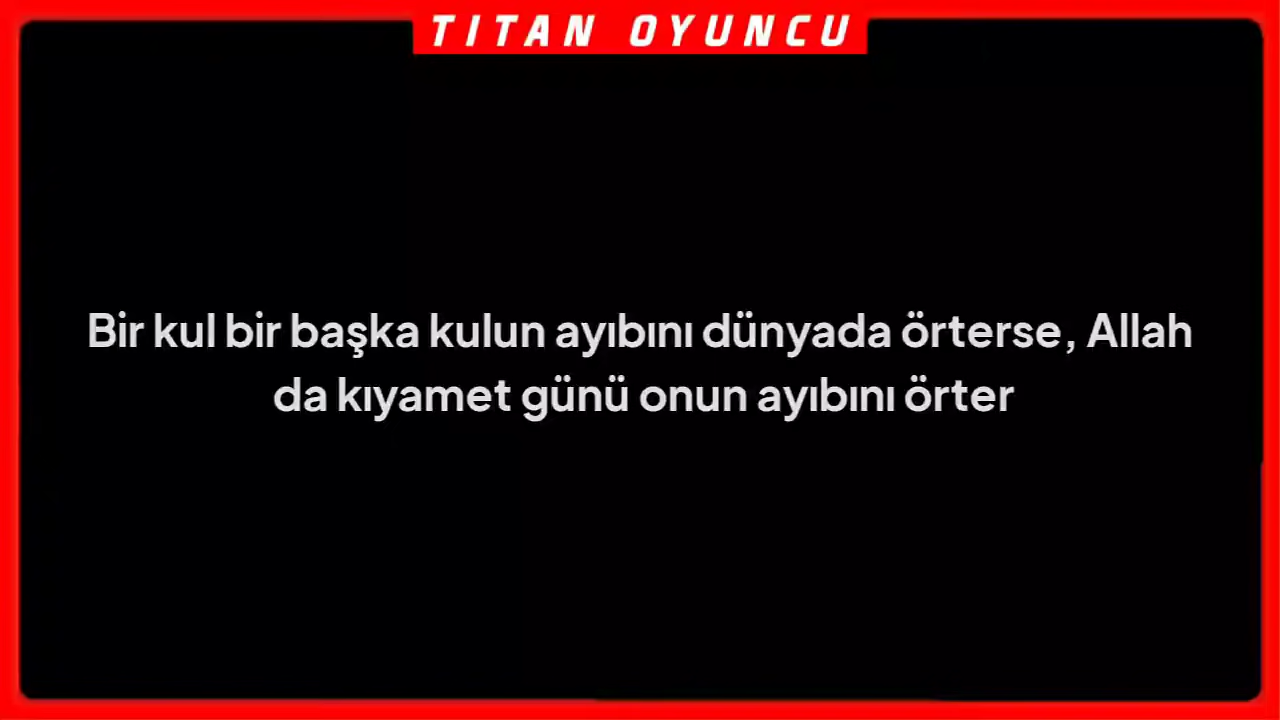 TITAN OYUNCU
Bir kul bir başka kulun ayıbını dünyada örterse, Allah
da kıyamet günü onun ayıbını örter